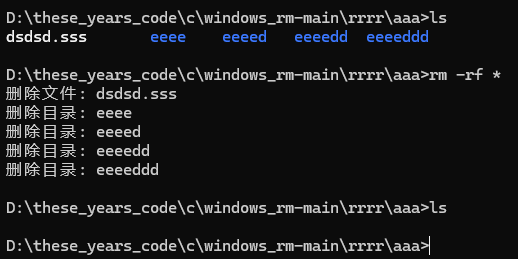 D:\these_years_code\c\windows_rm-main\rrrr\aaa>ls
dsdsd.sss eeee eeeed eeeedd eeeeddd
D:\these_years_code\c\windows_rm-main\rrrr\aaa>rm -rf *
删除文件: dsdsd.sss
删除目录: eeee
删除目录: eeeed
删除目录: eeeedd
删除目录: eeeeddd
D:\these_years_code\c\windows_rm-main\rrrr\aaa>ls
D:\these_years_code\c\windows_rm-main\rrrr\aaa>